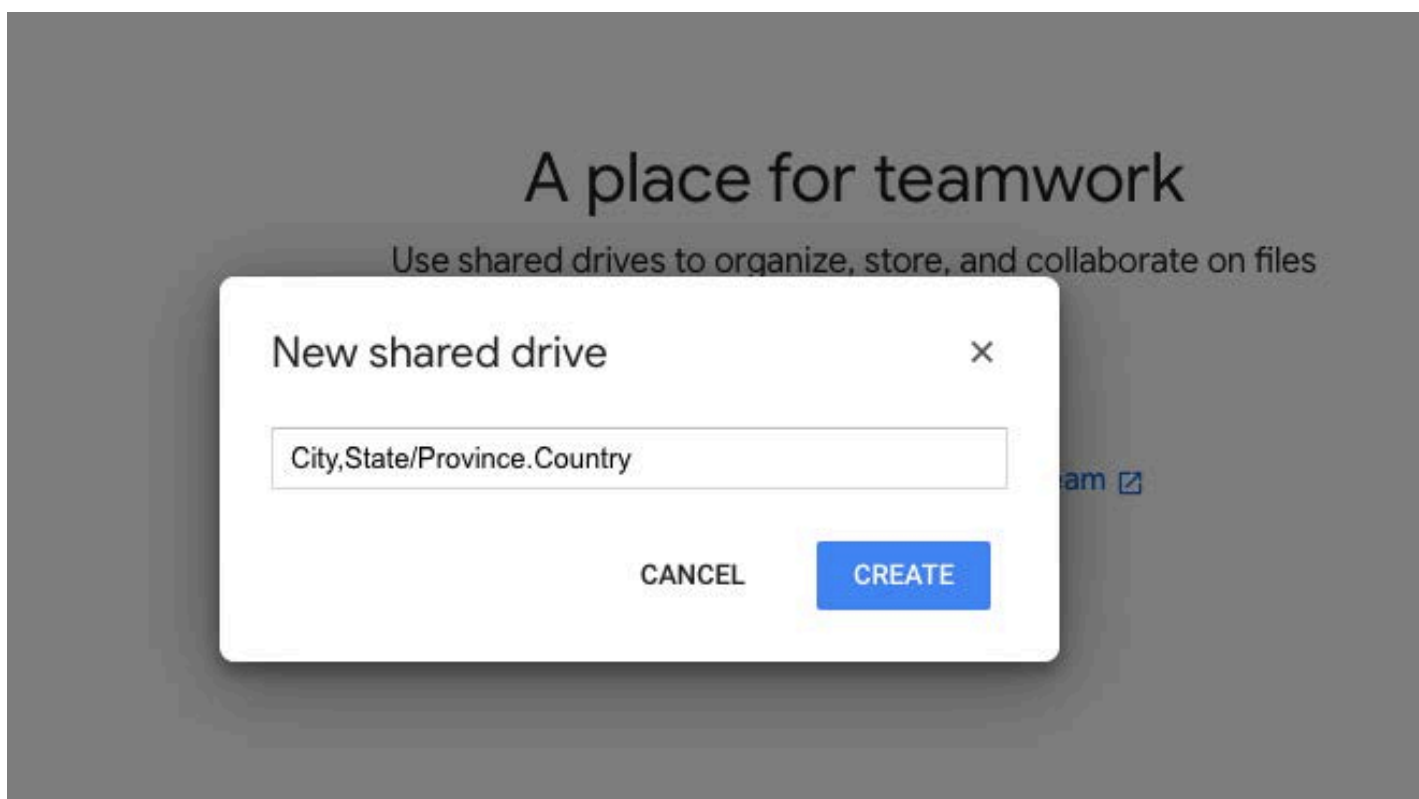 A place for teamwork
Use shared drives to organize, store, and collaborate on files
New shared drive
City,State/Province.Country
CANCEL
CREATE